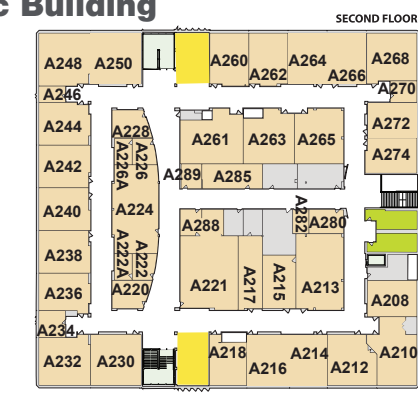 c Building
SECOND FLOOR
A248 A250 A260 A262 A264 A266 A268
A246 A270
A244 A228 A261 A263 A265 A272
A242 A226A A226 A289 A285 A274
A240 A224 A288 A282 A280
A238 A222A A222 A221 A217 A215 A213
A236 A220 A208
A234
A232 A230 A218 A216 A214 A212 A210